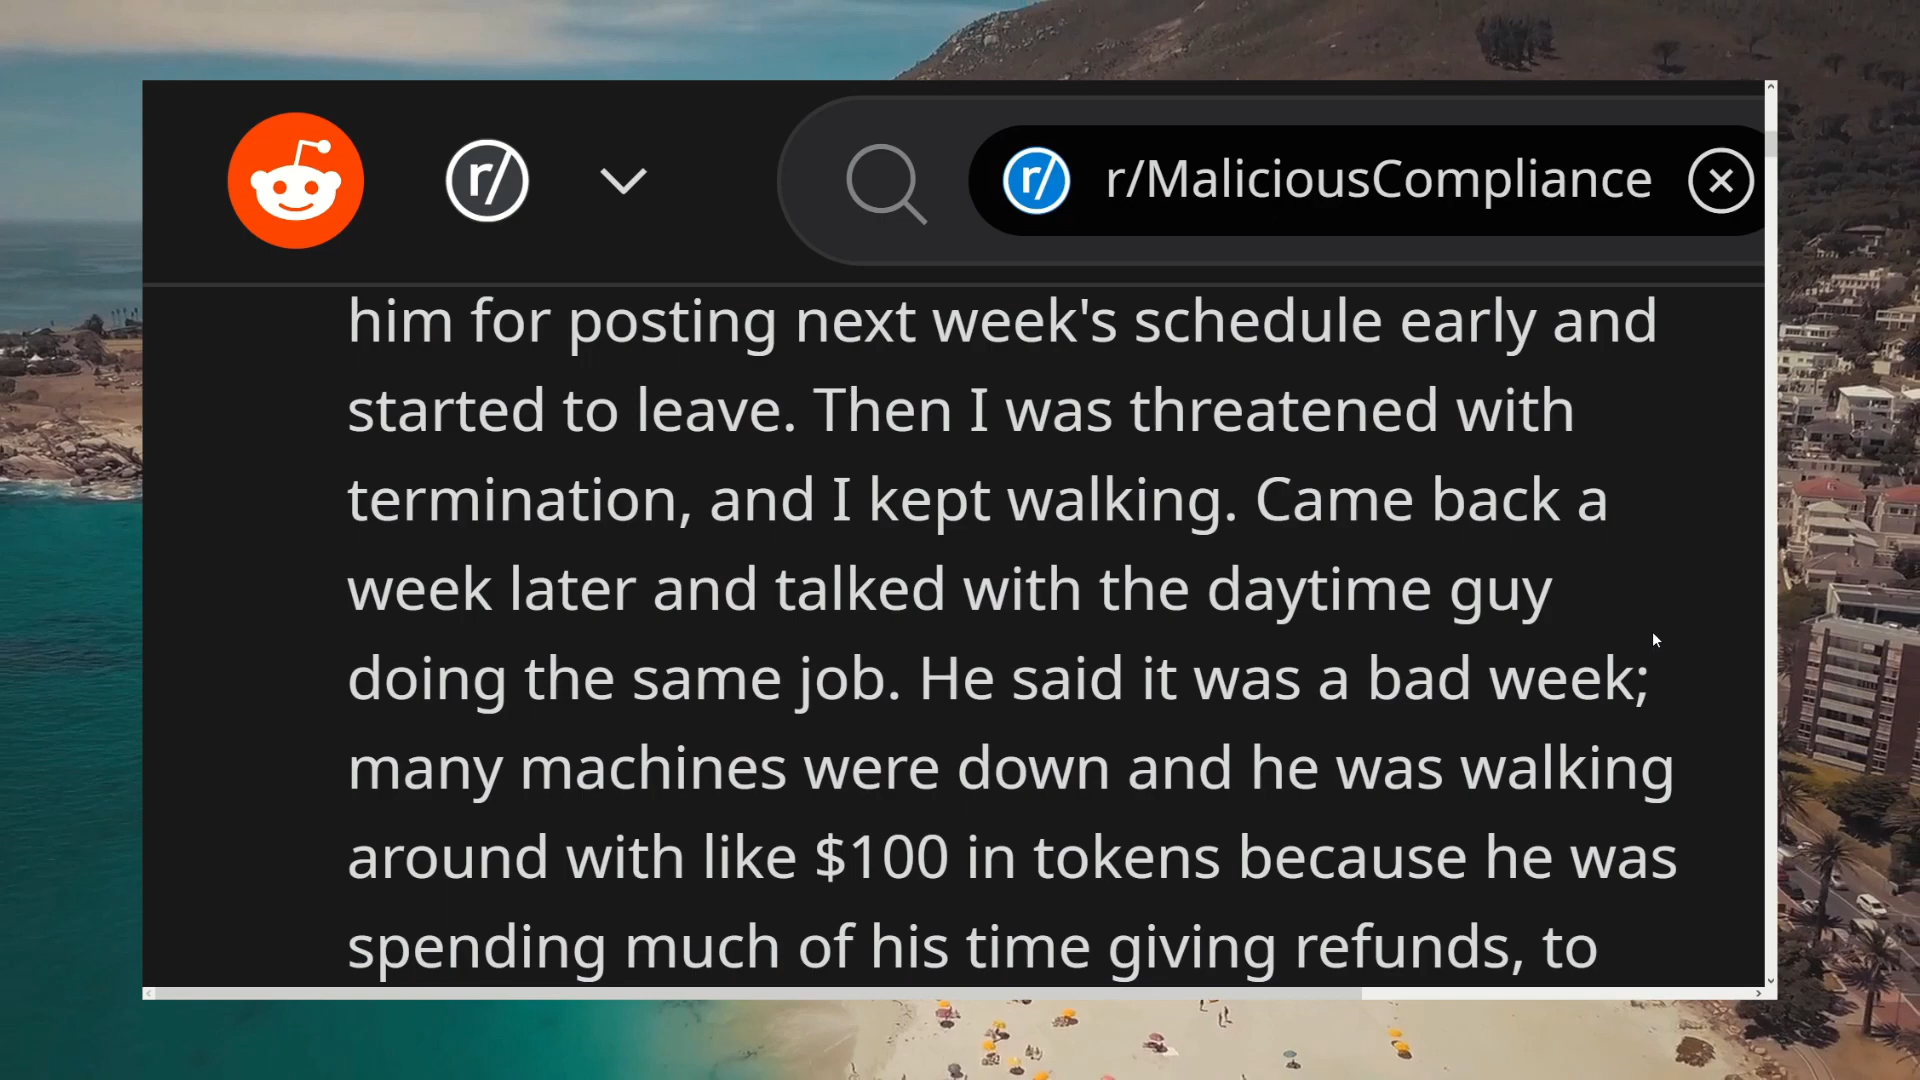 r/
r/
r/MaliciousCompliance
him for posting next week's schedule early and
started to leave. Then I was threatened with
termination, and I kept walking. Came back a
week later and talked with the daytime guy
doing the same job. He said it was a bad week;
many machines were down and he was walking
around with like $100 in tokens because he was
spending much of his time giving refunds, to